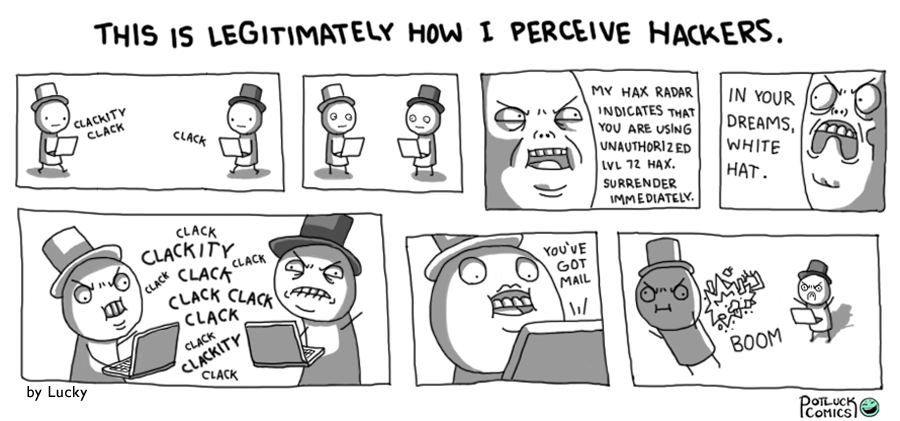 THIS IS LEGITIMATELY HOW I PERCEIVE HACKERS.
CLACKITY
CLACK
CLACK
MY HAX RADAR
INDICATES THAT
YOU ARE USING
UNAUTHORIZED
LVL 72 HAX.
SURRENDER
IMMEDIATELY.
IN YOUR
DREAMS,
WHITE
HAT.
CLACK
CLACKITY
CLACK
CLACK
CLACK
CLACK CLACK
CLACK
CLACK
CLACKITY
CLACK
YOU'VE
GOT
MAIL
BOOM
by Lucky
POTLUCK
COMICS